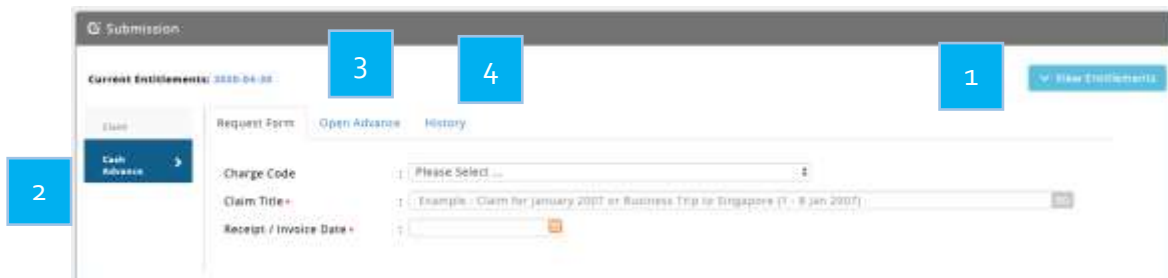 Submission
3
4
1
Current Entitlements: 2020-04-30
View Entitlements
Claim
Request Form Open Advance History
Cash
Advance
2
Charge Code : Please Select ...
Claim Title * : Example - Claim for January 2007 or Business Trip to Singapore (1 - 8 Jan 2007)
Receipt / Invoice Date * :